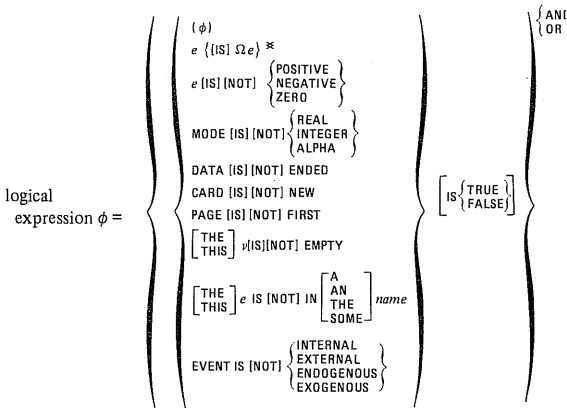 (ϕ)
e {[IS] Ωe} *
e [IS][NOT] {POSITIVE
NEGATIVE
ZERO}
MODE [IS][NOT] {REAL
INTEGER
ALPHA}
DATA [IS][NOT] ENDED
CARD [IS][NOT] NEW
PAGE [IS][NOT] FIRST
[THE
THIS] ν[IS][NOT] EMPTY
[THE
THIS] e IS [NOT] IN [A
AN
THE
SOME] name
EVENT IS [NOT] {INTERNAL
EXTERNAL
ENDOGENOUS
EXOGENOUS}
logical
expression ϕ =
[IS {TRUE
FALSE}]
OR